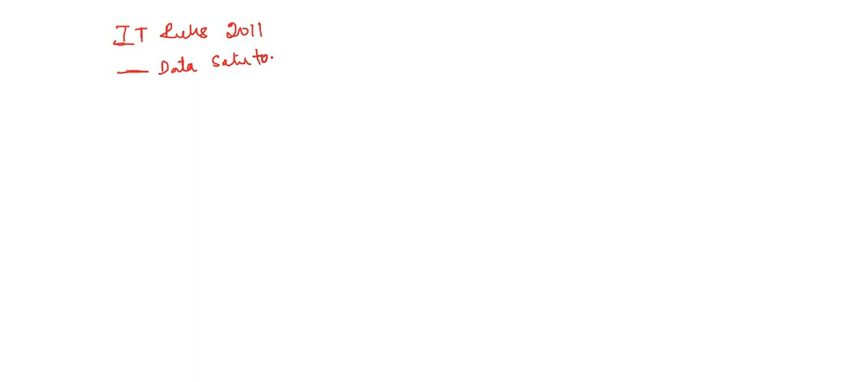 IT Rules 2011
— Data